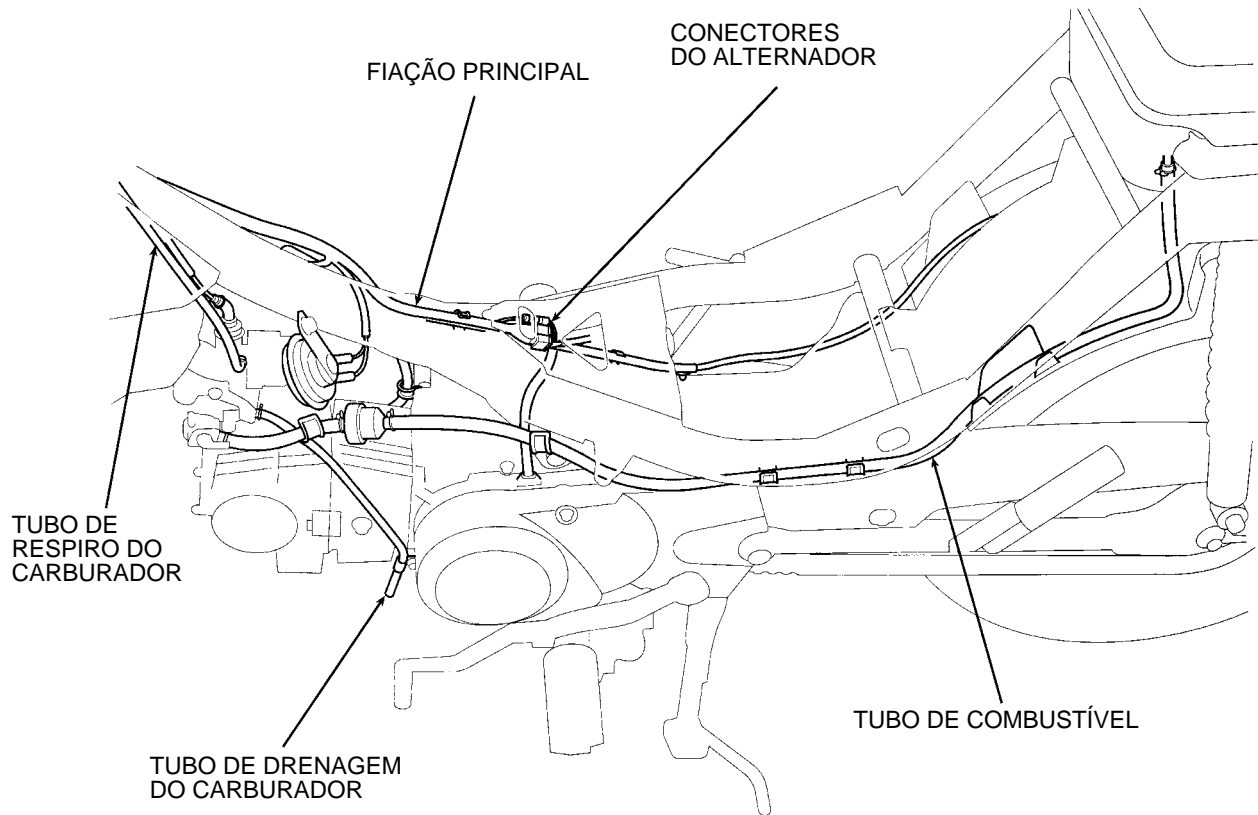 CONECTORES
DO ALTERNADOR
FIAÇÃO PRINCIPAL
TUBO DE
RESPIRO DO
CARBURADOR
TUBO DE COMBUSTÍVEL
TUBO DE DRENAGEM
DO CARBURADOR